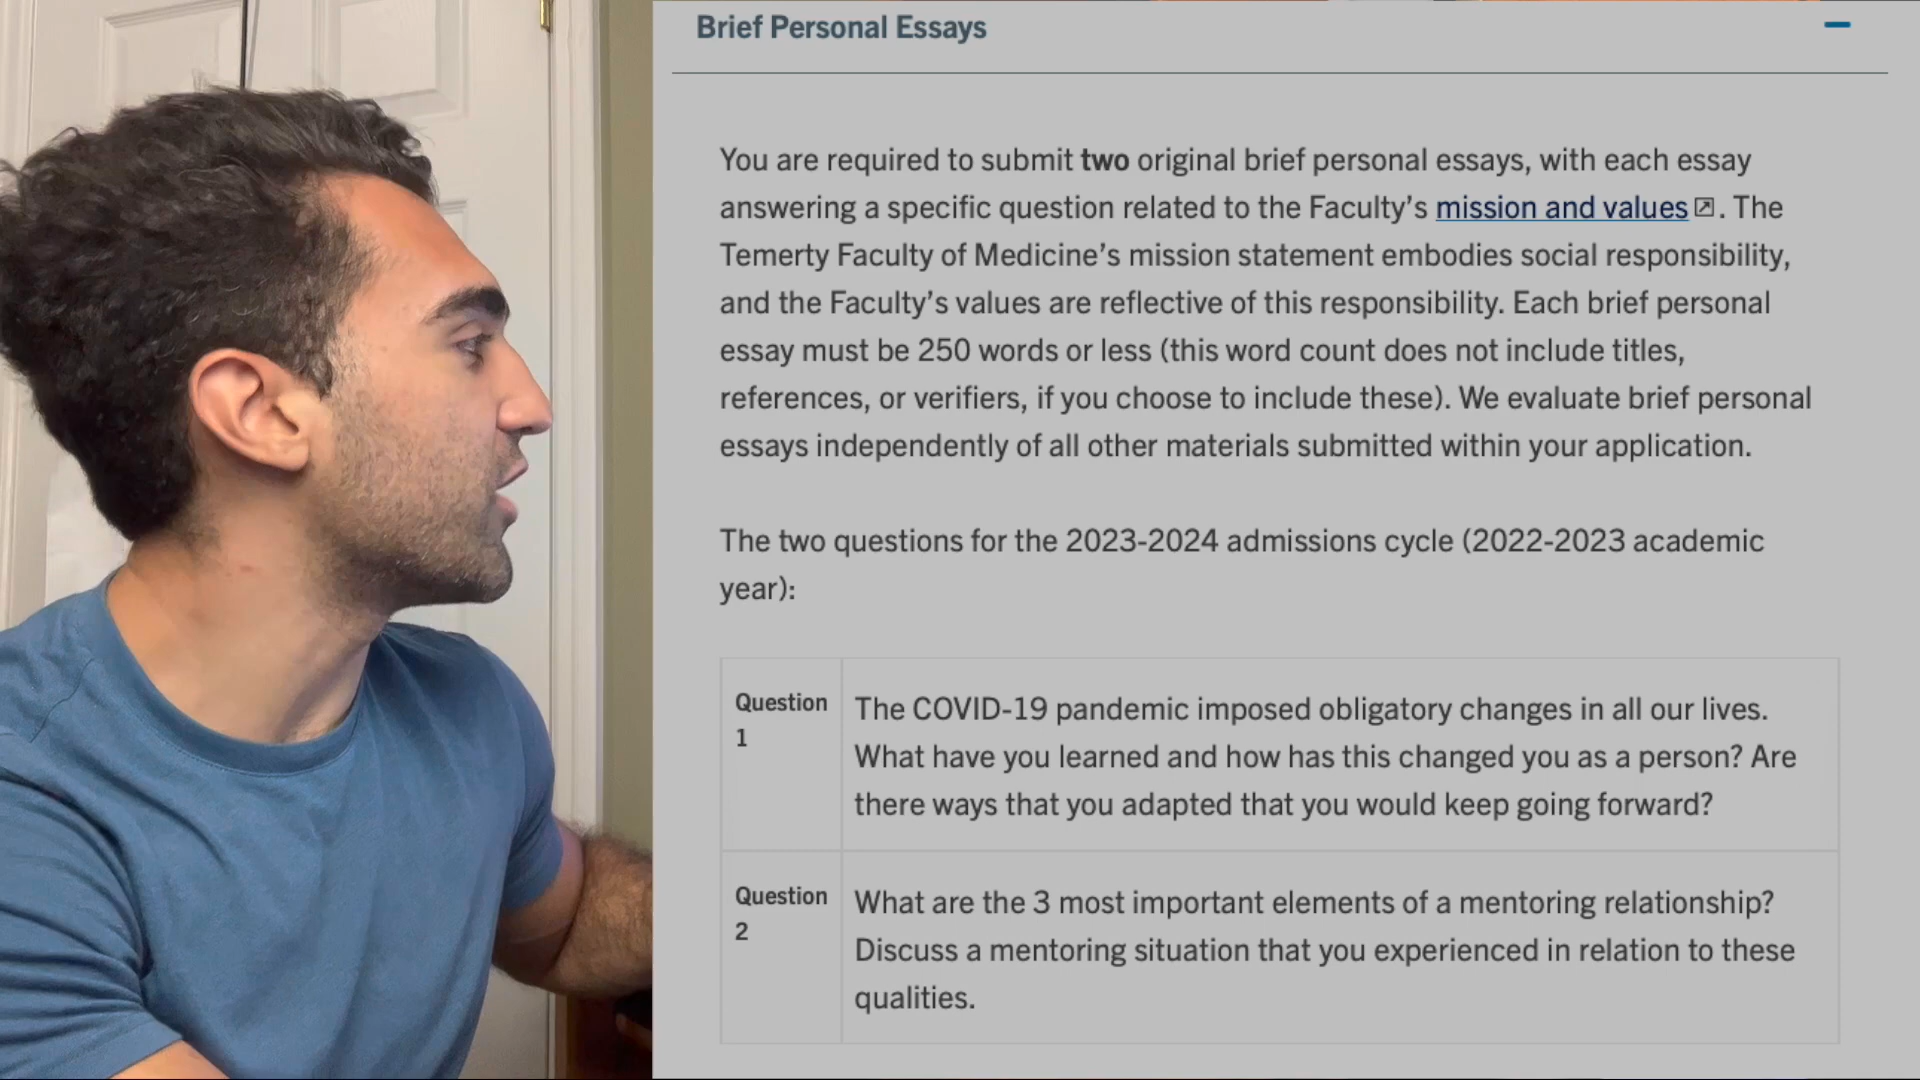 Brief Personal Essays
You are required to submit two original brief personal essays, with each essay
answering a specific question related to the Faculty's mission and values. The
Temerty Faculty of Medicine's mission statement embodies social responsibility,
and the Faculty's values are reflective of this responsibility. Each brief personal
essay must be 250 words or less (this word count does not include titles,
references, or verifiers, if you choose to include these). We evaluate brief personal
essays independently of all other materials submitted within your application.
The two questions for the 2023-2024 admissions cycle (2022-2023 academic
year):
Question
1
The COVID-19 pandemic imposed obligatory changes in all our lives.
What have you learned and how has this changed you as a person? Are
there ways that you adapted that you would keep going forward?
Question
2
What are the 3 most important elements of a mentoring relationship?
Discuss a mentoring situation that you experienced in relation to these
qualities.